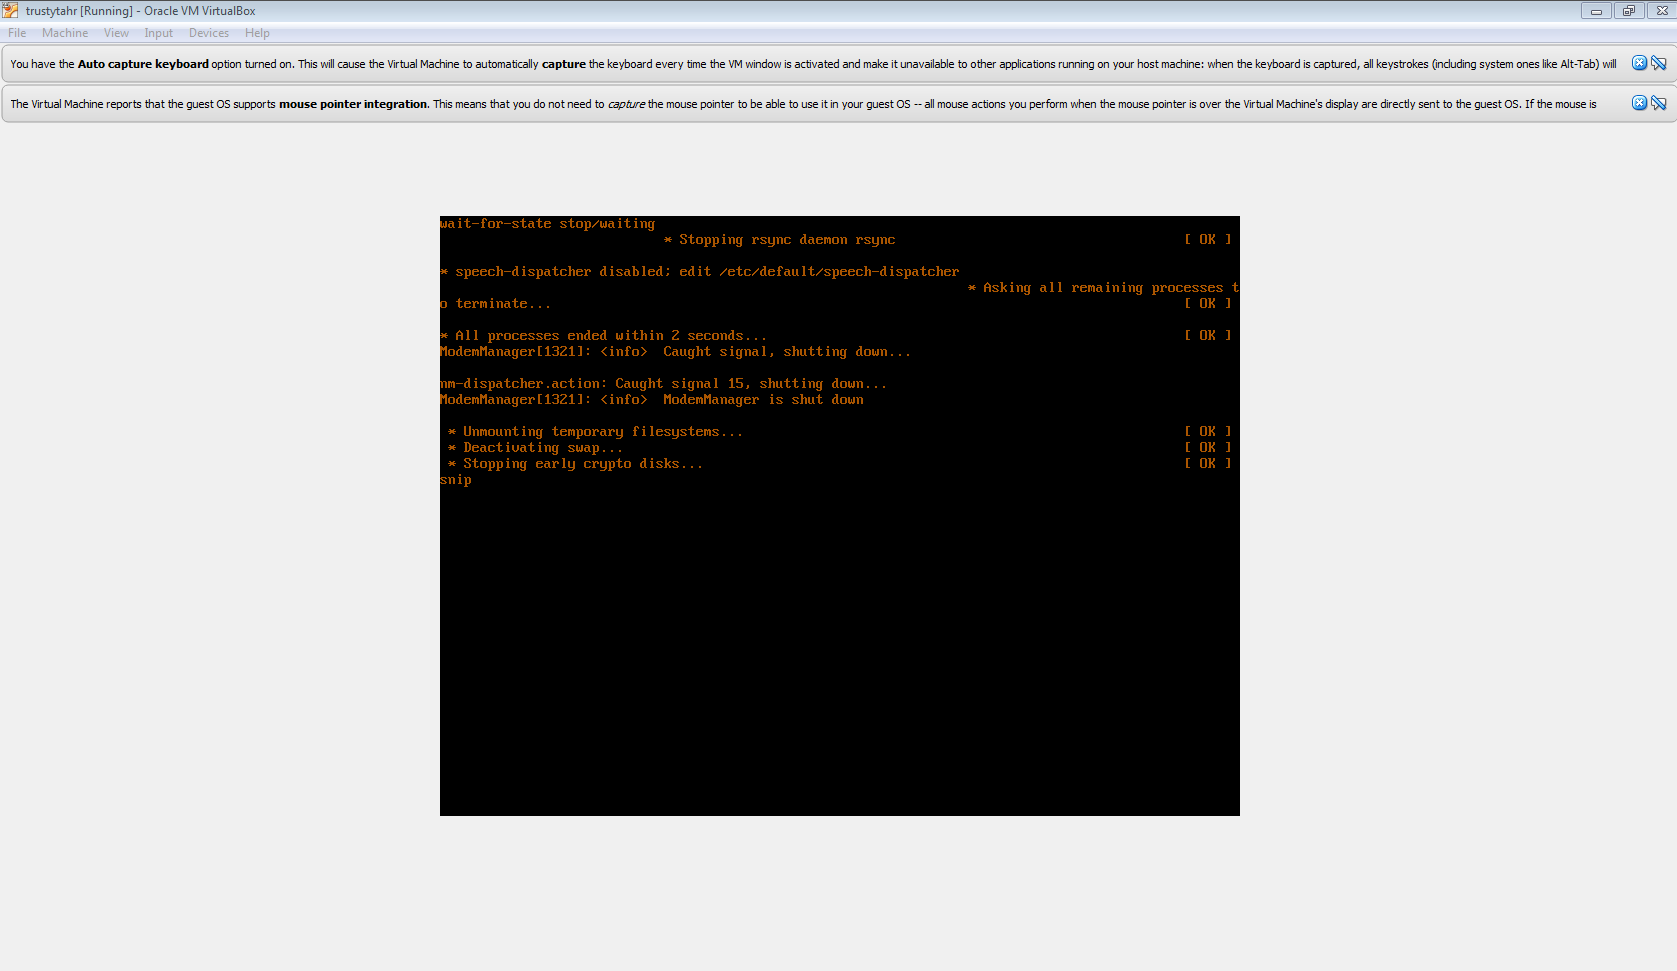 trustytahr [Running] - Oracle VM VirtualBox
File Machine View Input Devices Help
You have the Auto capture keyboard option turned on. This will cause the Virtual Machine to automatically capture the keyboard every time the VM window is activated and make it unavailable to other applications running on your host machine: when the keyboard is captured, all keystrokes (including system ones like Alt-Tab) will
The Virtual Machine reports that the guest OS supports mouse pointer integration. This means that you do not need to capture the mouse pointer to be able to use it in your guest OS -- all mouse actions you perform when the mouse pointer is over the Virtual Machine's display are directly sent to the guest OS. If the mouse is
wait-for-state stop/waiting
* Stopping rsync daemon rsync [ OK ]
* speech-dispatcher disabled; edit /etc/default/speech-dispatcher
* Asking all remaining processes t
o terminate... [ OK ]
* All processes ended within 2 seconds... [ OK ]
ModemManager[1321]: <info>  Caught signal, shutting down...
nm-dispatcher.action: Caught signal 15, shutting down...
ModemManager[1321]: <info>  ModemManager is shut down
* Unmounting temporary filesystems... [ OK ]
* Deactivating swap... [ OK ]
* Stopping early crypto disks... [ OK ]
snip